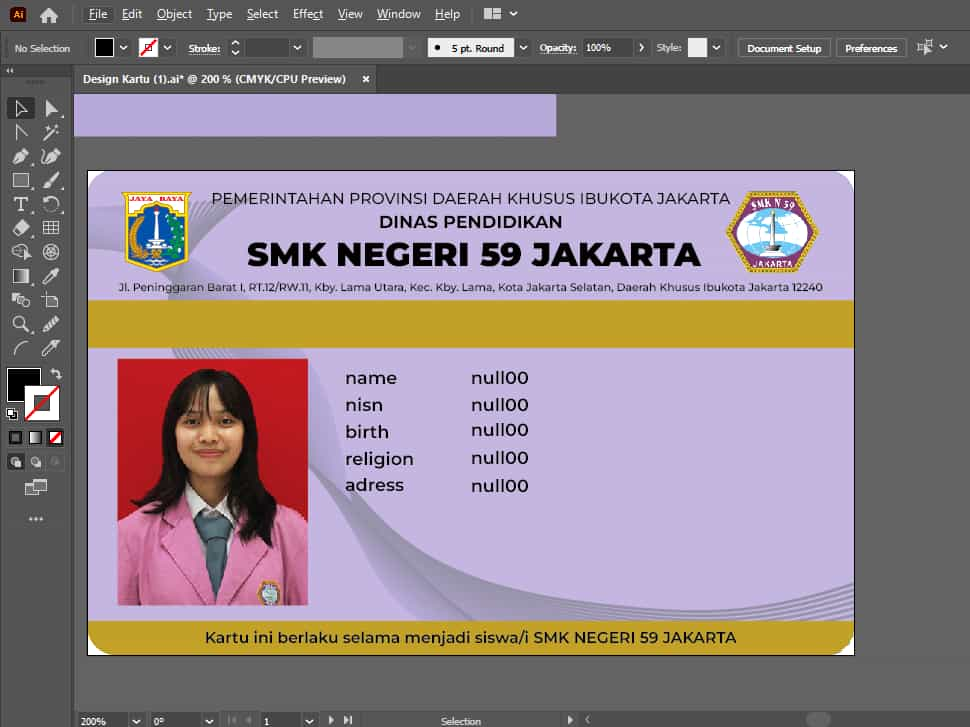 Ai File Edit Object Type Select Effect View Window Help
No Selection Stroke: 5 pt. Round Opacity: 100% Style: Document Setup Preferences
Design Kartu (1).ai* @ 200 % (CMYK/CPU Preview) ×
JAYA RAYA
PEMERINTAHAN PROVINSI DAERAH KHUSUS IBUKOTA JAKARTA
DINAS PENDIDIKAN
SMK NEGERI 59 JAKARTA
SMK N 59
JAKARTA
Jl. Peninggaran Barat I, RT.12/RW.11, Kby. Lama Utara, Kec. Kby. Lama, Kota Jakarta Selatan, Daerah Khusus Ibukota Jakarta 12240
name null00
nisn null00
birth null00
religion null00
adress null00
Kartu ini berlaku selama menjadi siswa/i SMK NEGERI 59 JAKARTA
200% 0° 1 Selection